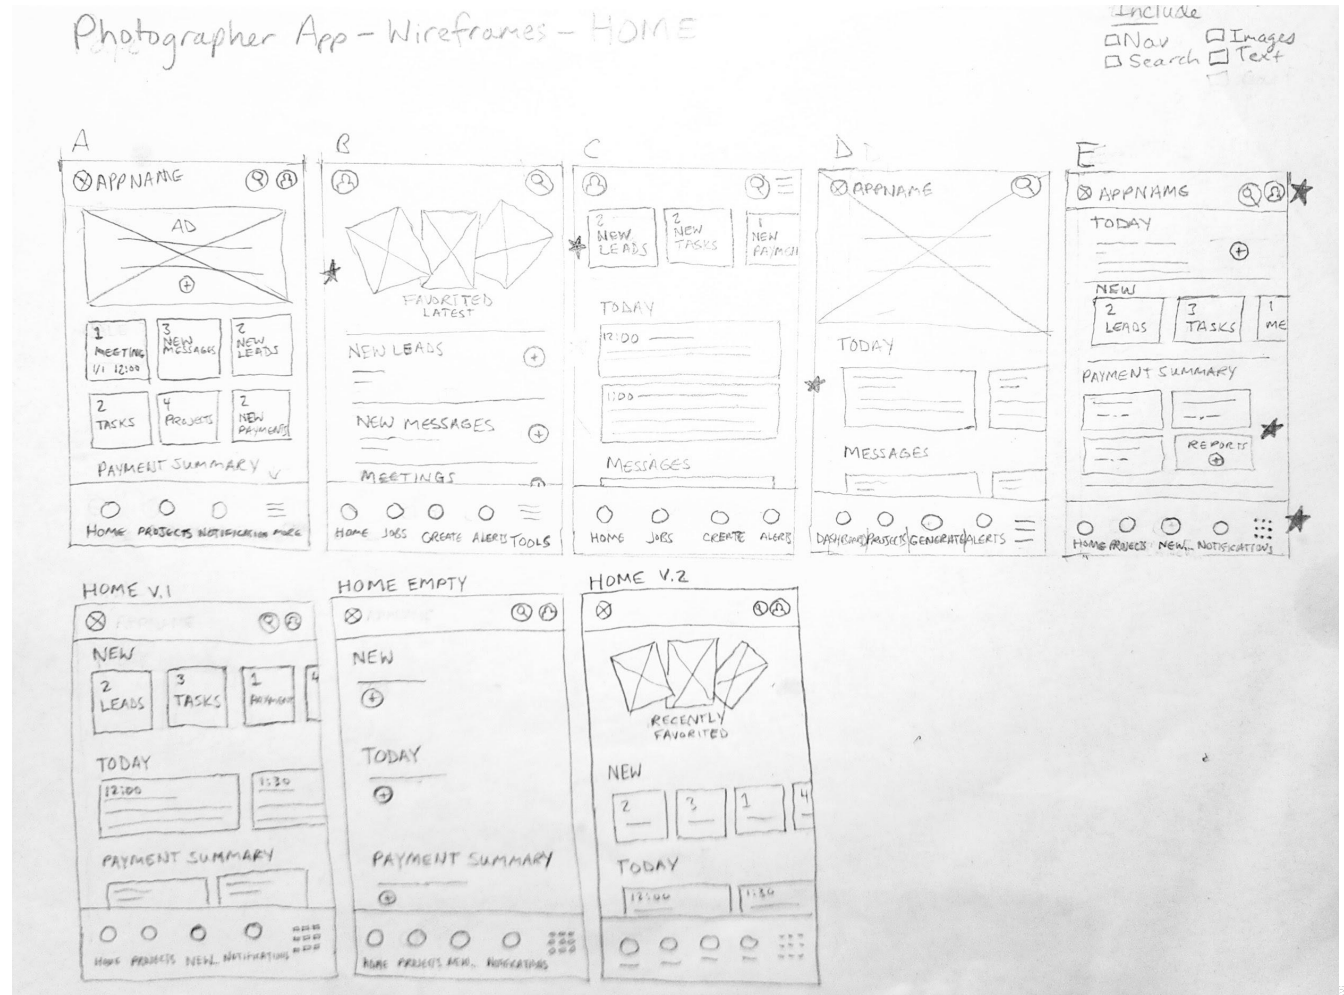 Photographer App - Wireframes - HOME
Include
Nav
Images
Search
Text
A
APPNAME
AD
1
MEETING
1/1 12:00
3
NEW
MESSAGES
2
NEW
LEADS
2
TASKS
4
PROJECTS
2
NEW
PAYMENTS
PAYMENT SUMMARY
HOME PROJECTS NOTIFICATION MORE
B
FAVORITED
LATEST
NEW LEADS
NEW MESSAGES
MEETINGS
HOME JOBS CREATE ALERTS TOOLS
C
2
NEW
LEADS
2
NEW
TASKS
1
NEW
PAYMEN
TODAY
12:00
1:00
MESSAGES
HOME JOBS CREATE ALERTS
D
APPNAME
TODAY
MESSAGES
DASHBOARD PROJECTS GENERATE ALERTS
E
APPNAME
TODAY
NEW
2
LEADS
3
TASKS
1
ME
PAYMENT SUMMARY
REPORTS
HOME PROJECTS NEW... NOTIFICATIONS
HOME V.1
NEW
2
LEADS
3
TASKS
1
PAYMENT
4
TODAY
12:00
1:30
PAYMENT SUMMARY
HOME PROJECTS NEW... NOTIFICATIONS
HOME EMPTY
NEW
TODAY
PAYMENT SUMMARY
HOME PROJECTS NEW... NOTIFICATIONS
HOME V.2
RECENTLY
FAVORITED
NEW
2
3
1
4
TODAY
12:00
1:30